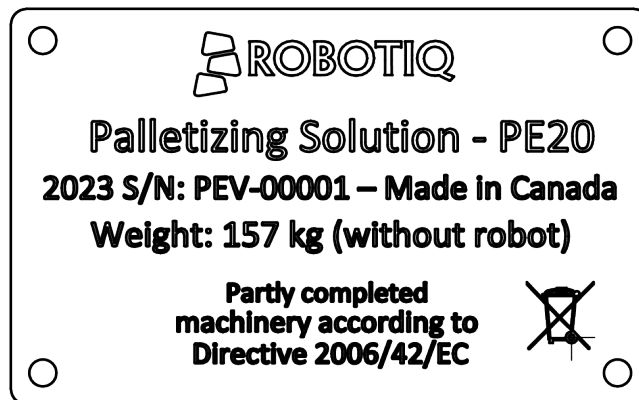 ROBOTIQ
Palletizing Solution - PE20
2023 S/N: PEV-00001 – Made in Canada
Weight: 157 kg (without robot)
Partly completed
machinery according to
Directive 2006/42/EC